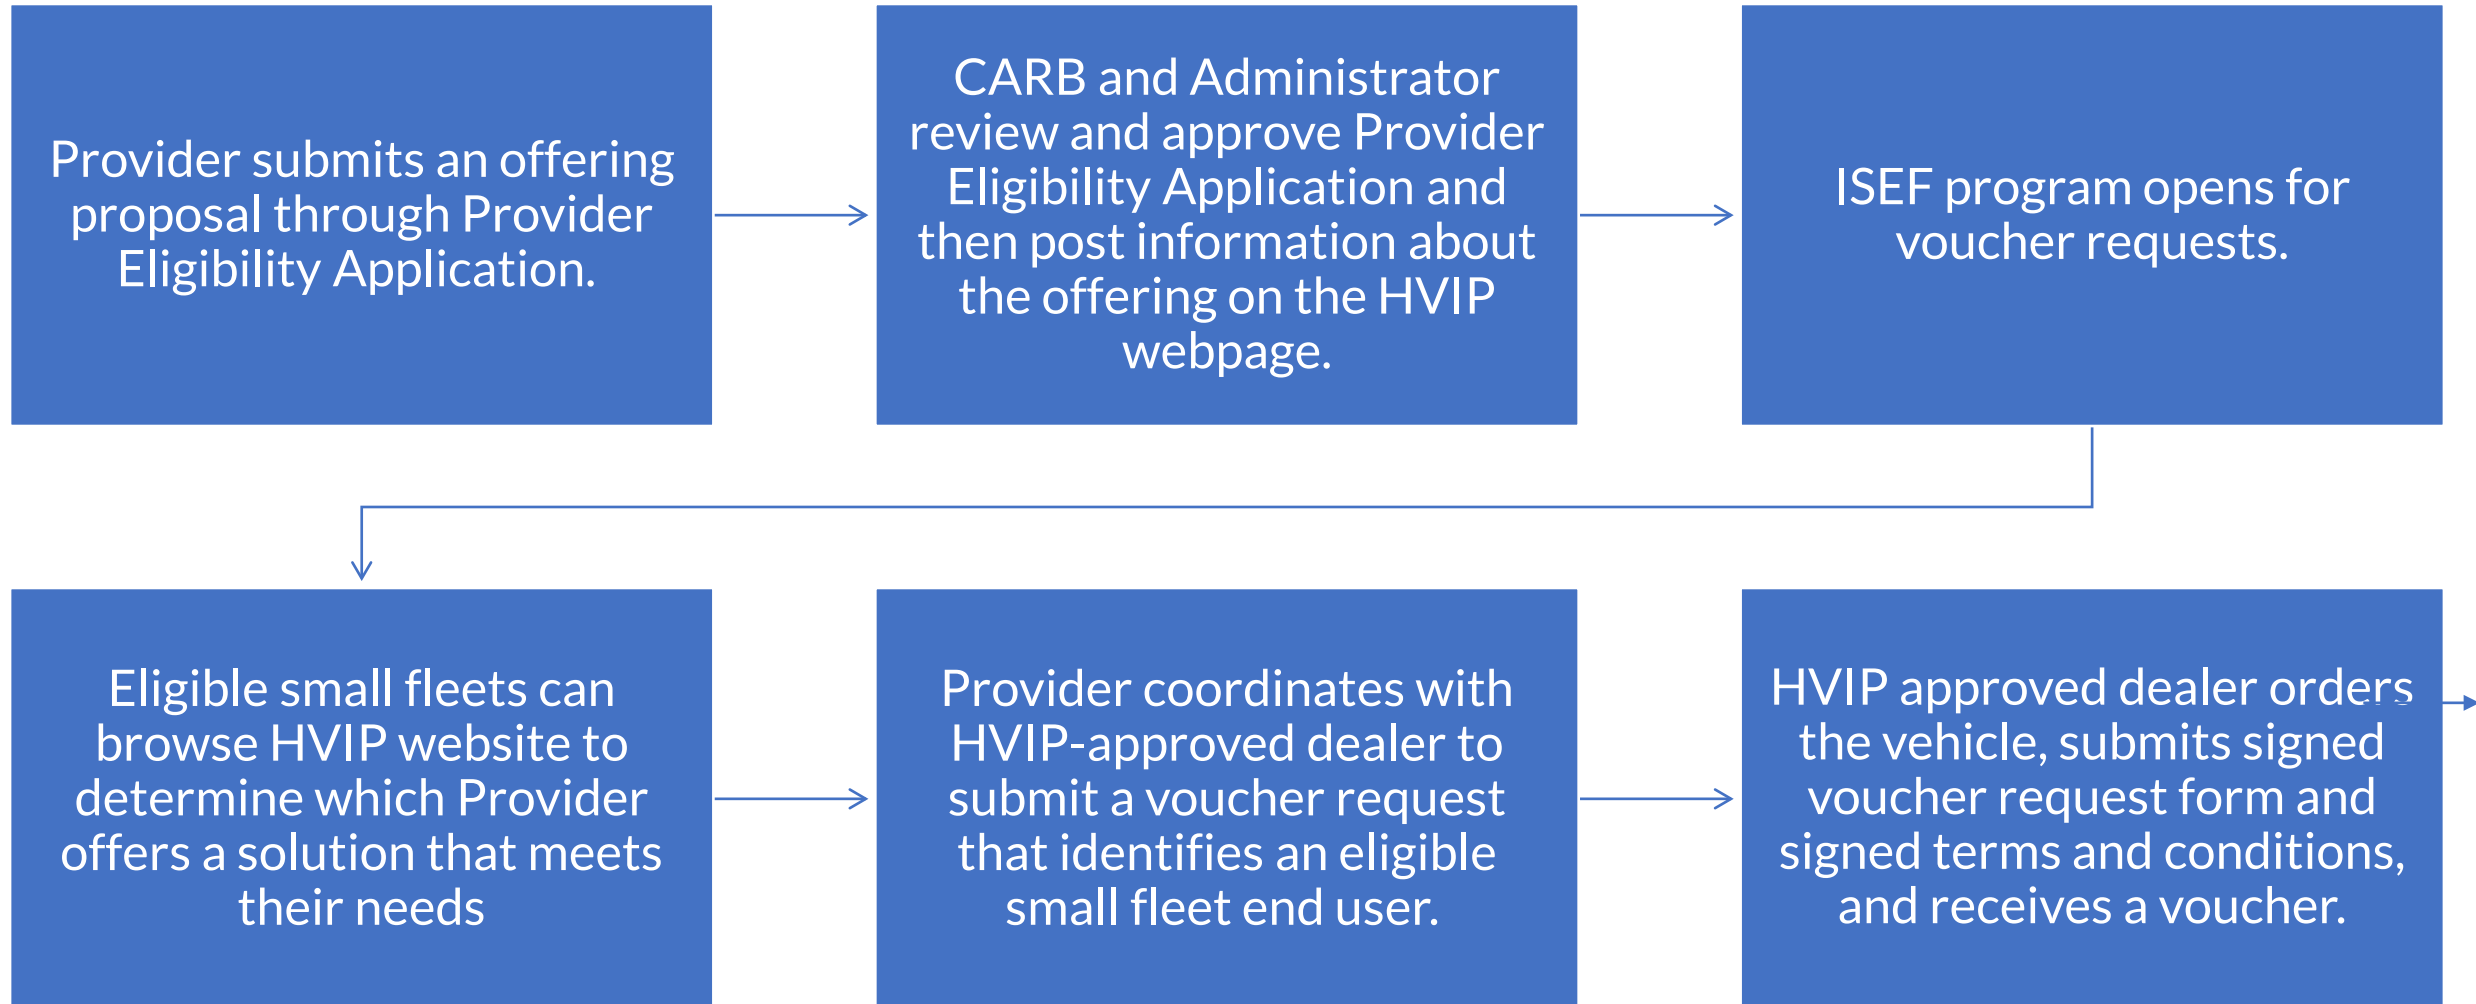 Provider submits an offering
proposal through Provider
Eligibility Application.
CARB and Administrator
review and approve Provider
Eligibility Application and
then post information about
the offering on the HVIP
webpage.
ISEF program opens for
voucher requests.
Eligible small fleets can
browse HVIP website to
determine which Provider
offers a solution that meets
their needs
Provider coordinates with
HVIP-approved dealer to
submit a voucher request
that identifies an eligible
small fleet end user.
HVIP approved dealer orders
the vehicle, submits signed
voucher request form and
signed terms and conditions,
and receives a voucher.